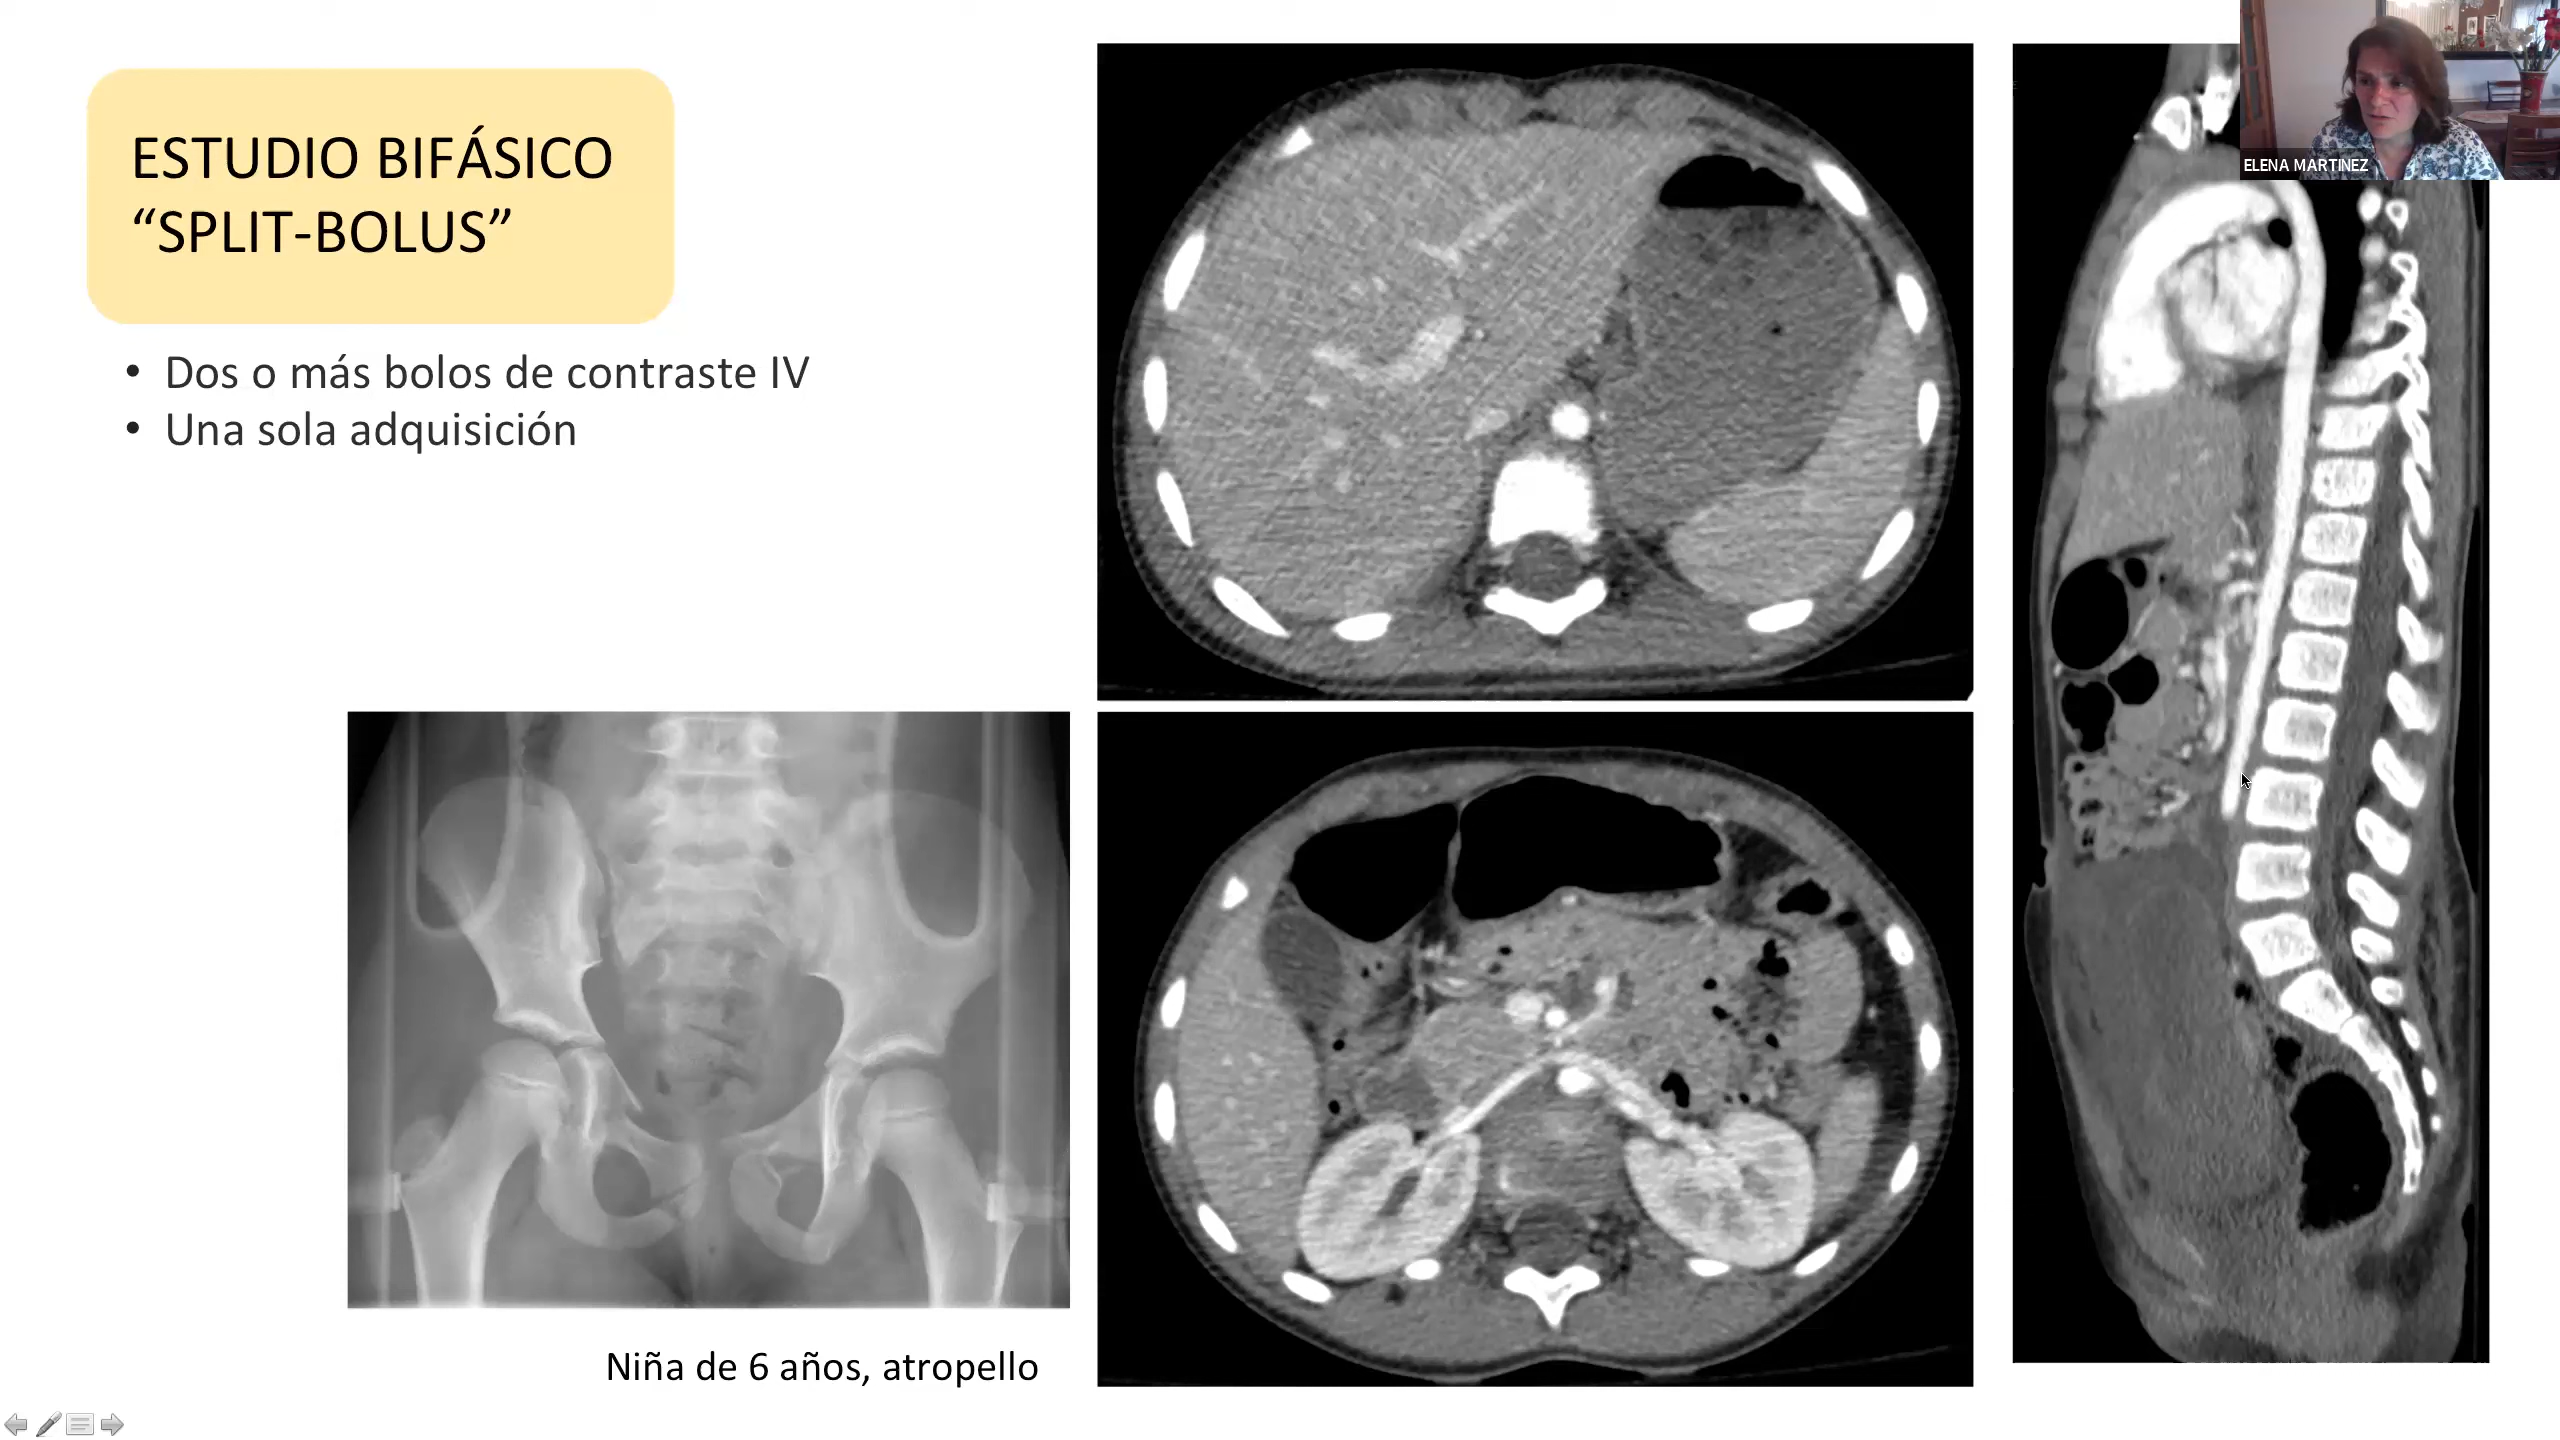 ESTUDIO BIFÁSICO
“SPLIT-BOLUS”
• Dos o más bolos de contraste IV
• Una sola adquisición
Niña de 6 años, atropello
ELENA MARTINEZ